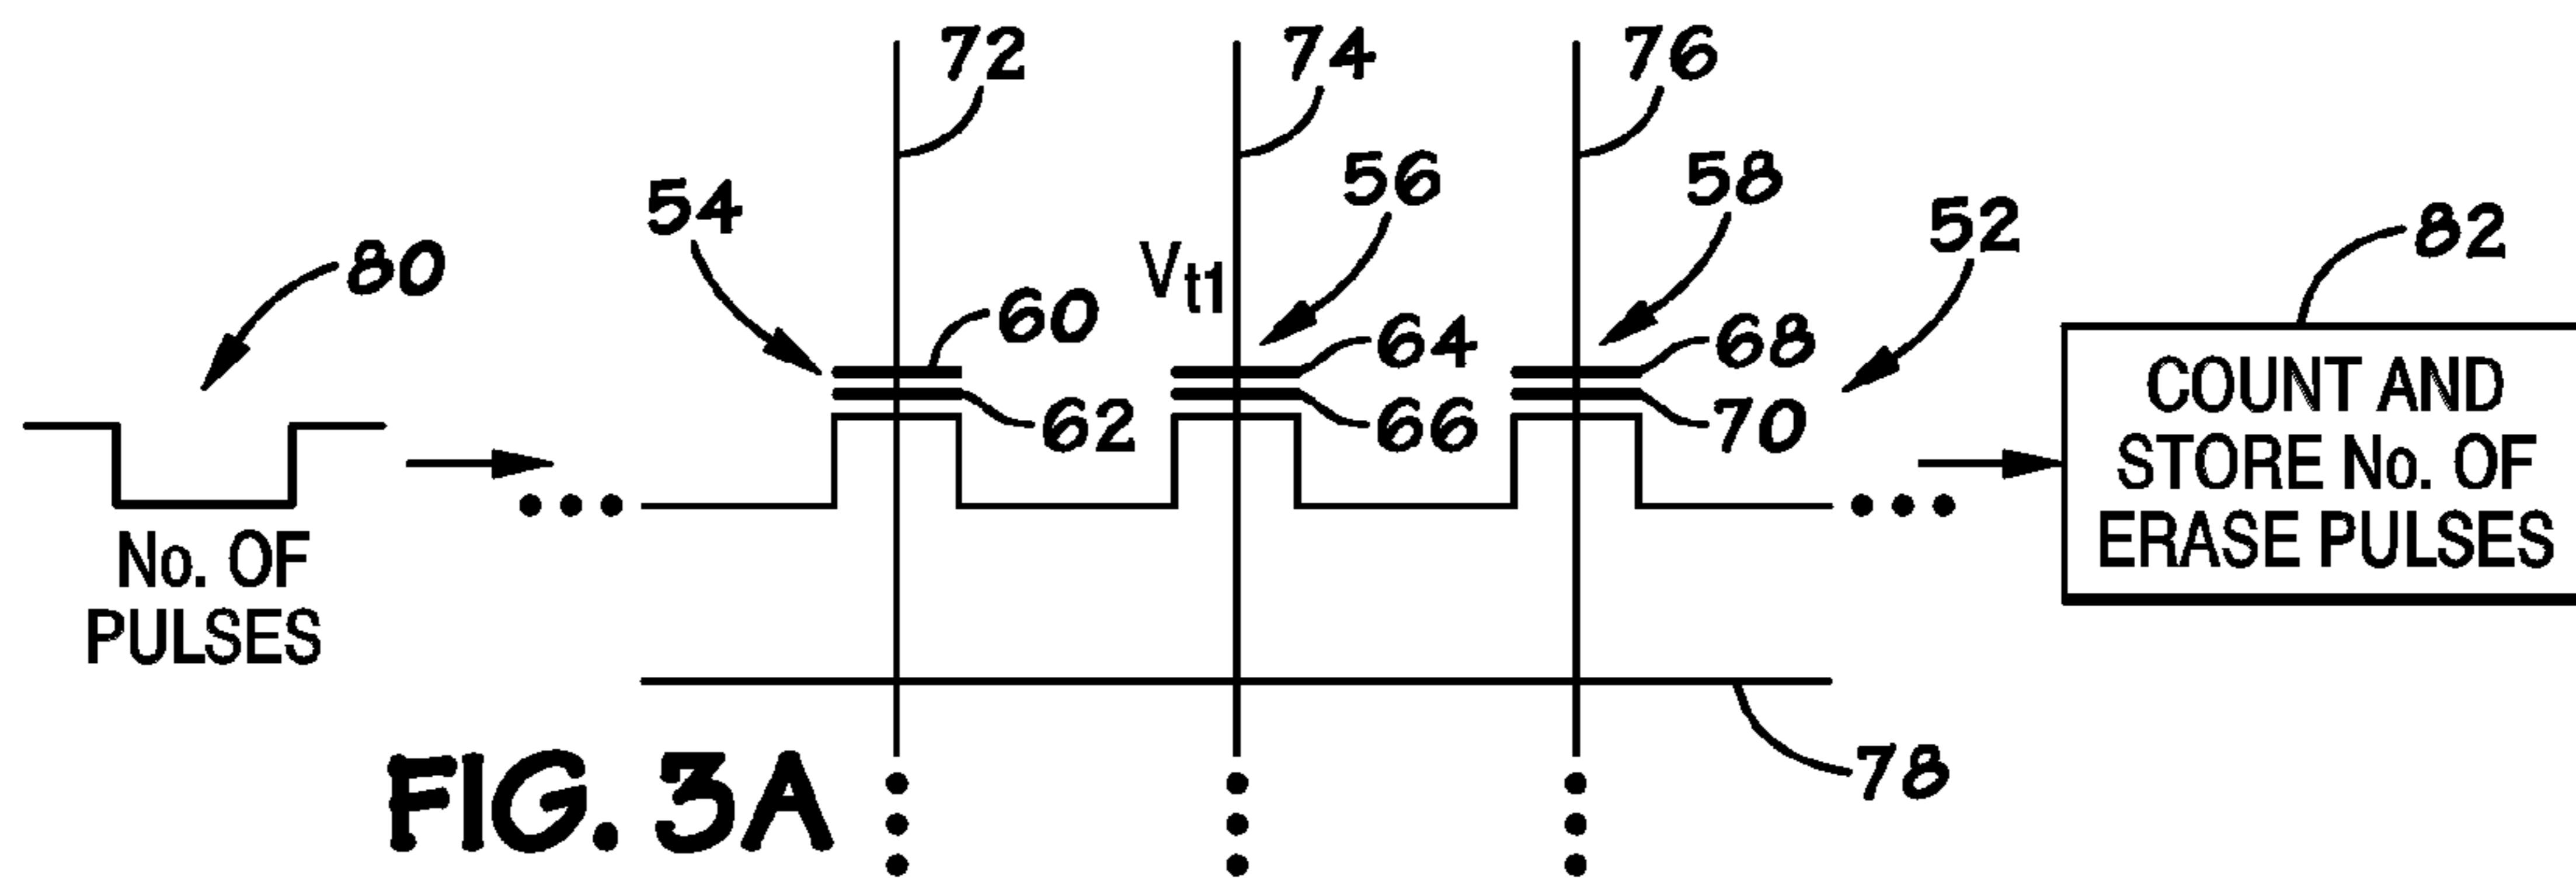 72
74
76
54
56
58
52
82
80
Vt1
60
64
68
62
66
70
COUNT AND
STORE No. OF
ERASE PULSES
No. OF
PULSES
78
FIG. 3A